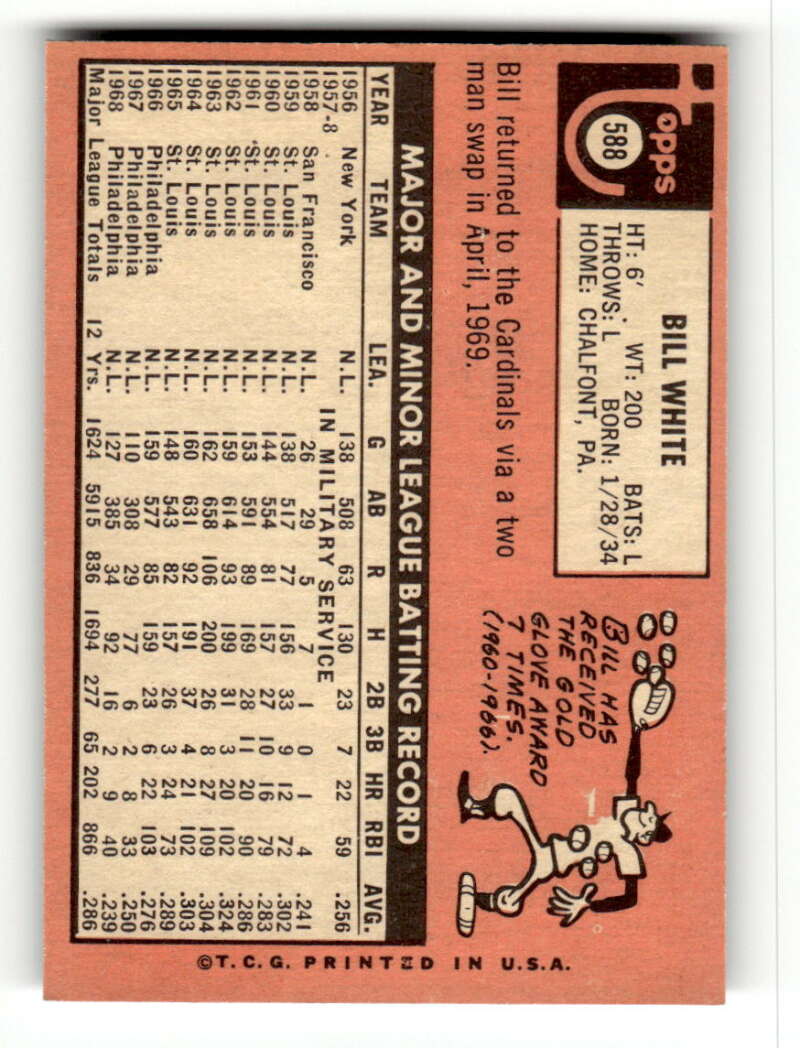 Topps
588
BILL WHITE
HT: 6' WT: 200 BATS: L
THROWS: L BORN: 1/28/34
HOME: CHALFONT, PA.
Bill returned to the Cardinals via a two
man swap in April, 1969.
BILL HAS
RECEIVED
THE GOLD
GLOVE AWARD
7 TIMES.
(1960-1966).
MAJOR AND MINOR LEAGUE BATTING RECORD
YEAR TEAM LEA. G AB R H 2B 3B HR RBI AVG.
1956 New York N.L. 138 508 63 130 23 7 22 59 .256
1957-8 IN MILITARY SERVICE
1958 San Francisco N.L. 26 29 5 7 1 0 1 4 .241
1959 St. Louis N.L. 138 517 77 156 33 9 12 72 .302
1960 St. Louis N.L. 144 554 81 157 27 10 16 79 .283
1961 St. Louis N.L. 153 591 89 169 28 11 20 90 .286
1962 St. Louis N.L. 159 614 93 199 31 3 20 102 .324
1963 St. Louis N.L. 162 658 106 200 26 8 27 109 .304
1964 St. Louis N.L. 160 631 92 191 37 4 21 102 .303
1965 St. Louis N.L. 148 543 82 157 26 3 24 73 .289
1966 Philadelphia N.L. 159 577 85 159 23 6 22 103 .276
1967 Philadelphia N.L. 110 308 29 77 6 2 8 33 .250
1968 Philadelphia N.L. 127 385 34 92 16 2 9 40 .239
Major League Totals 12 Yrs. 1624 5915 836 1694 277 65 202 866 .286
©T.C.G. PRINTED IN U.S.A.